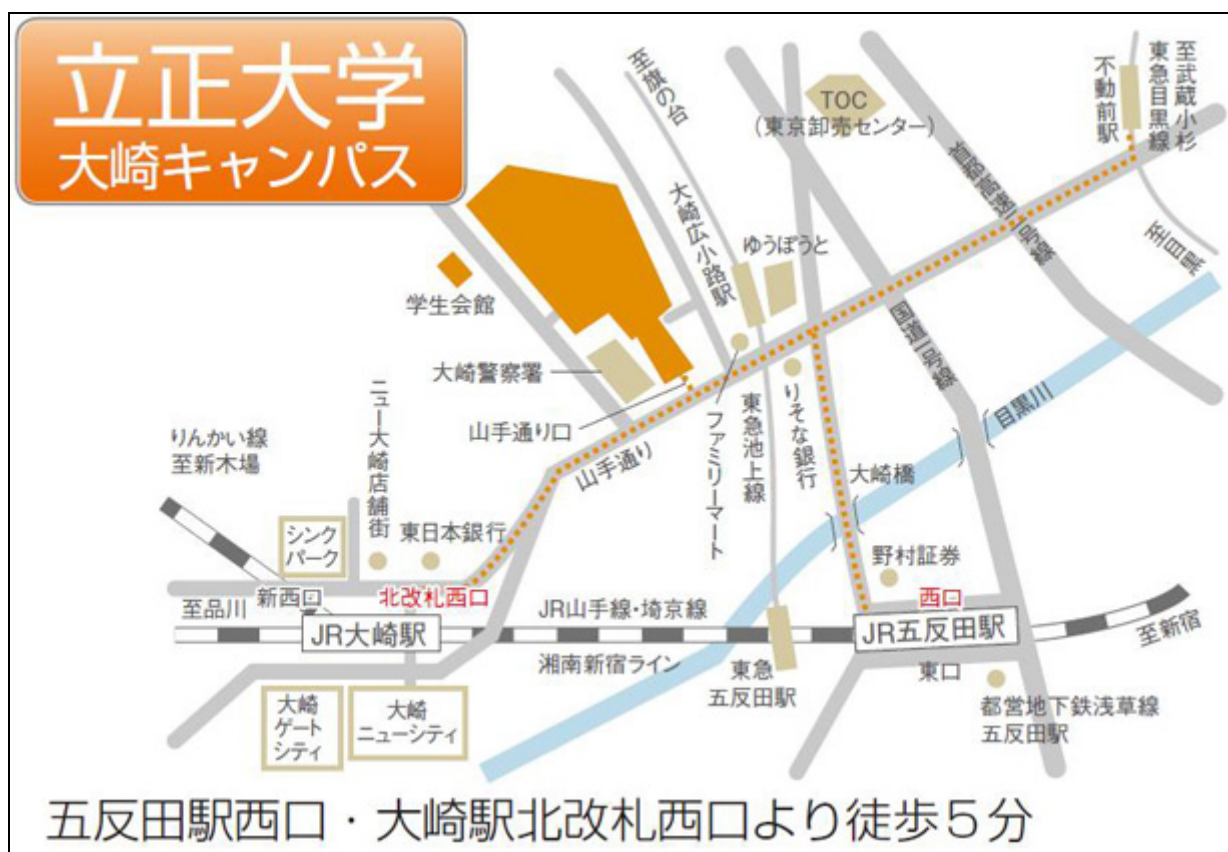 立正大学
大崎キャンパス
至旗の台
TOC
(東京卸売センター)
不動前駅
東急目黒線
至武蔵小杉
首都高速二号線
至目黒
大崎広小路駅
ゆうぽうと
学生会館
国道一号線
大崎警察署
目黒川
山手通り口
山手通り
ファミリーマート
東急池上線
りそな銀行
大崎橋
りんかい線
至新木場
ニュー大崎店舗街
シンク
パーク
東日本銀行
野村証券
至品川
新西口
北改札西口
JR大崎駅
JR山手線・埼京線
湘南新宿ライン
西口
JR五反田駅
至新宿
東急
五反田駅
東口
都営地下鉄浅草線
五反田駅
大崎
ゲート
シティ
大崎
ニューシティ
五反田駅西口・大崎駅北改札西口より徒歩5分